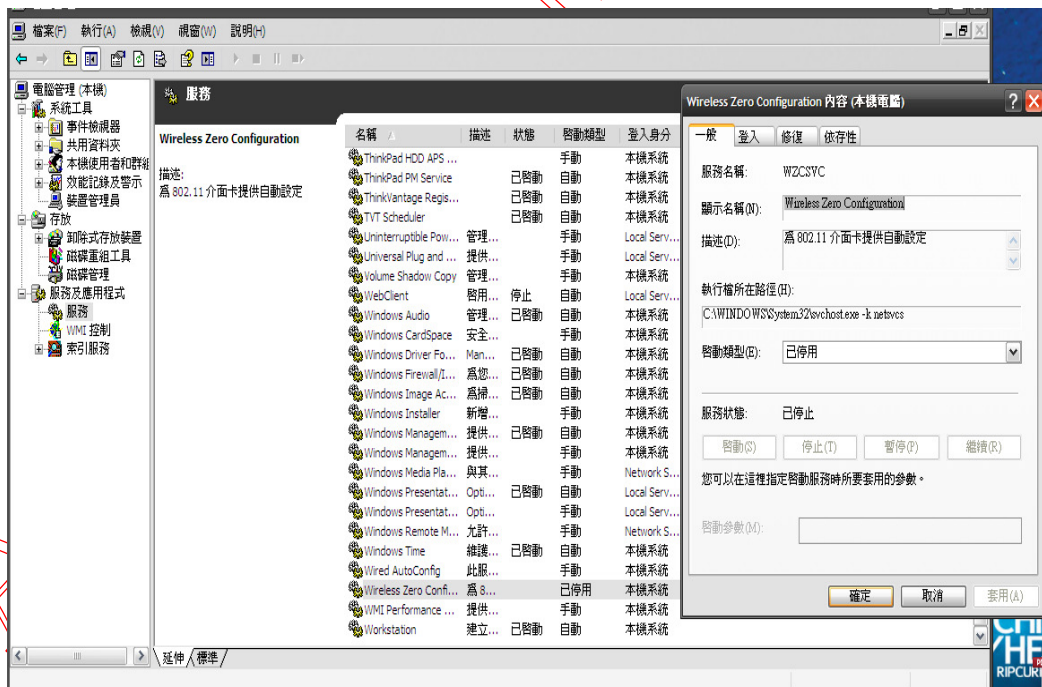 檔案(F) 執行(A) 檢視(V) 視窗(W) 說明(H)
電腦管理 (本機)
系統工具
事件檢視器
共用資料夾
本機使用者和群組
效能記錄及警示
裝置管理員
存放
卸除式存放裝置
磁碟重組工具
磁碟管理
服務及應用程式
服務
WMI 控制
索引服務
服務
Wireless Zero Configuration
描述:
為 802.11 介面卡提供自動設定
名稱 描述 狀態 啓動類型 登入身分
ThinkPad HDD APS ... 手動 本機系統
ThinkPad PM Service 已啓動 自動 本機系統
ThinkVantage Regis... 已啓動 自動 本機系統
TVT Scheduler 已啓動 自動 本機系統
Uninterruptible Pow... 管理... 手動 Local Serv...
Universal Plug and ... 提供... 手動 Local Serv...
Volume Shadow Copy 管理... 手動 本機系統
WebClient 啓用... 停止 自動 Local Serv...
Windows Audio 管理... 已啓動 自動 本機系統
Windows CardSpace 安全... 手動 本機系統
Windows Driver Fo... Man... 已啓動 自動 本機系統
Windows Firewall/I... 為您... 已啓動 自動 本機系統
Windows Image Ac... 為掃... 已啓動 自動 本機系統
Windows Installer 新增... 手動 本機系統
Windows Managem... 提供... 已啓動 自動 本機系統
Windows Managem... 提供... 手動 本機系統
Windows Media Pla... 與其... 手動 Network S...
Windows Presentat... Opti... 已啓動 自動 Local Serv...
Windows Presentat... Opti... 手動 Local Serv...
Windows Remote M... 允許... 手動 Network S...
Windows Time 維護... 已啓動 自動 本機系統
Wired AutoConfig 此服... 手動 本機系統
Wireless Zero Confi... 為 8... 已停用 本機系統
WMI Performance ... 提供... 手動 本機系統
Workstation 建立... 已啓動 自動 本機系統
延伸 標準
Wireless Zero Configuration 內容 (本機電腦)
一般 登入 修復 依存性
服務名稱: WZCSVC
顯示名稱(N): Wireless Zero Configuration
描述(D): 為 802.11 介面卡提供自動設定
執行檔所在路徑(H):
C:\WINDOWS\System32\svchost.exe -k netsvcs
啓動類型(E): 已停用
服務狀態: 已停止
啓動(S) 停止(T) 暫停(P) 繼續(R)
您可以在這裡指定啓動服務時所要套用的參數。
啓動參數(M):
確定 取消 套用(A)